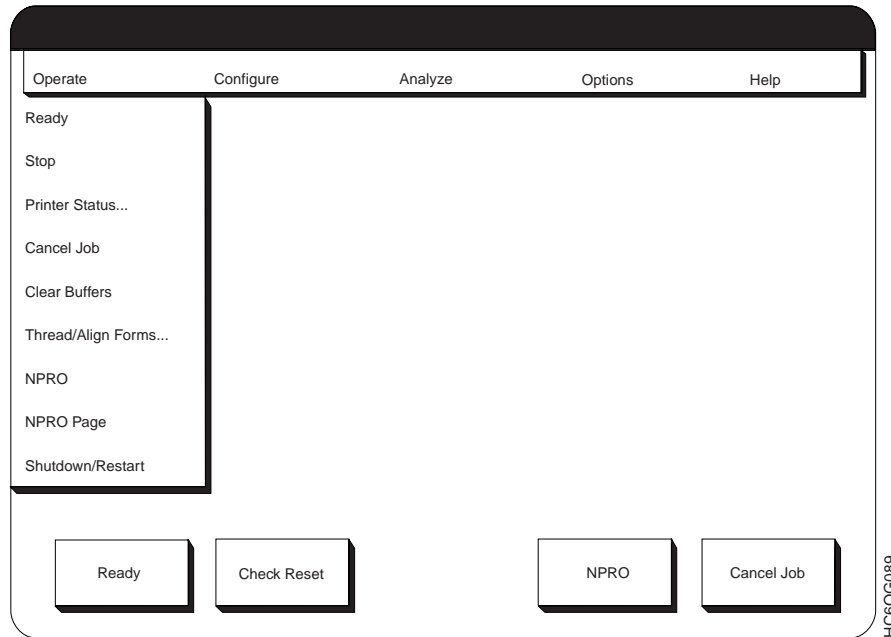 Operate Configure Analyze Options Help
Ready
Stop
Printer Status...
Cancel Job
Clear Buffers
Thread/Align Forms...
NPRO
NPRO Page
Shutdown/Restart
Ready Check Reset NPRO Cancel Job
HC6OG089